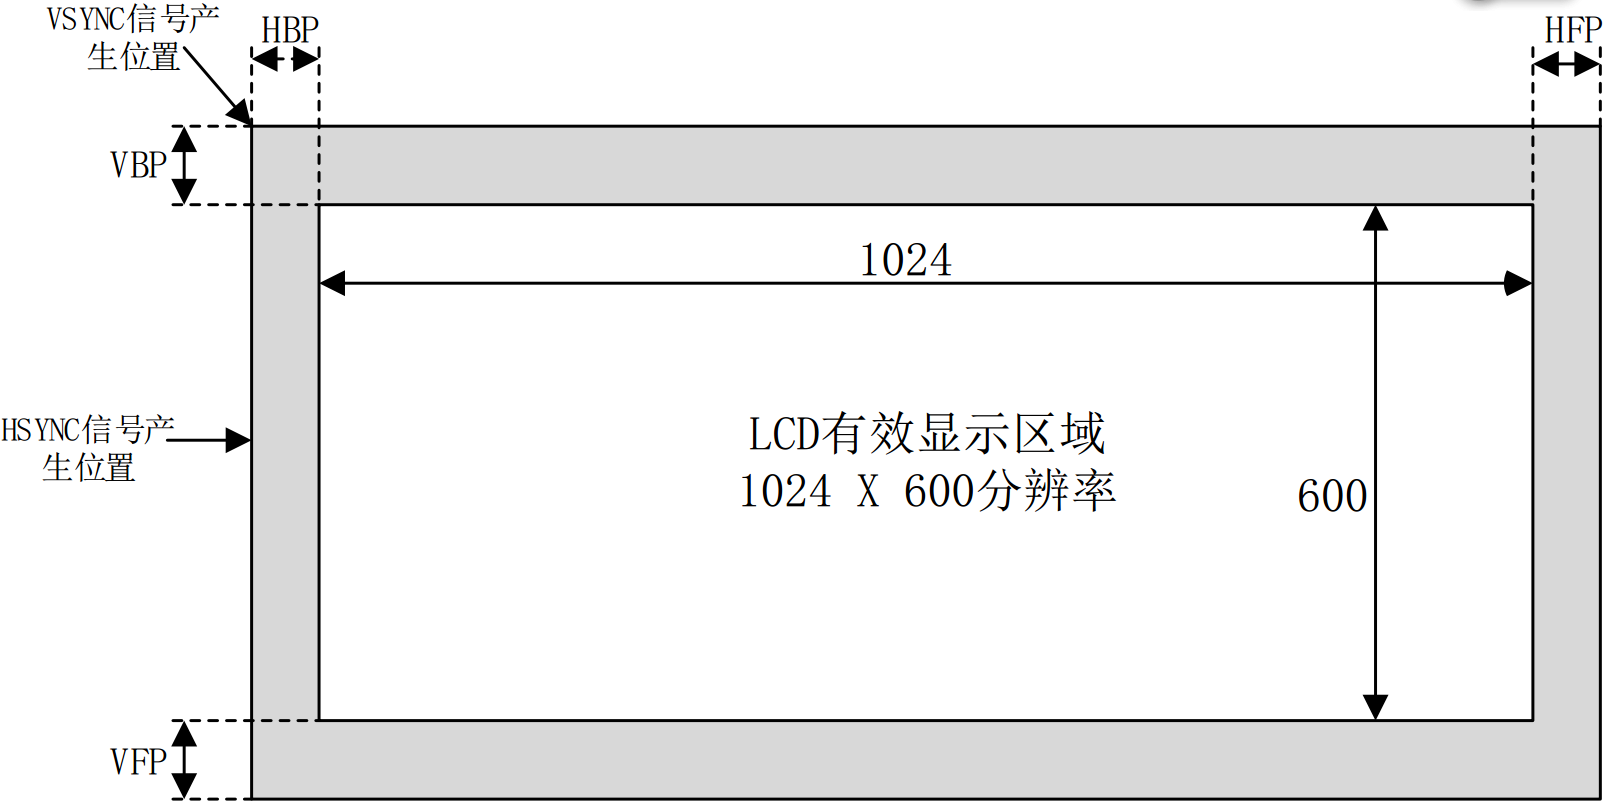 VSYNC信号产
生位置
HBP
HFP
VBP
1024
HSYNC信号产
生位置
LCD有效显示区域
1024 X 600分辨率
600
VFP